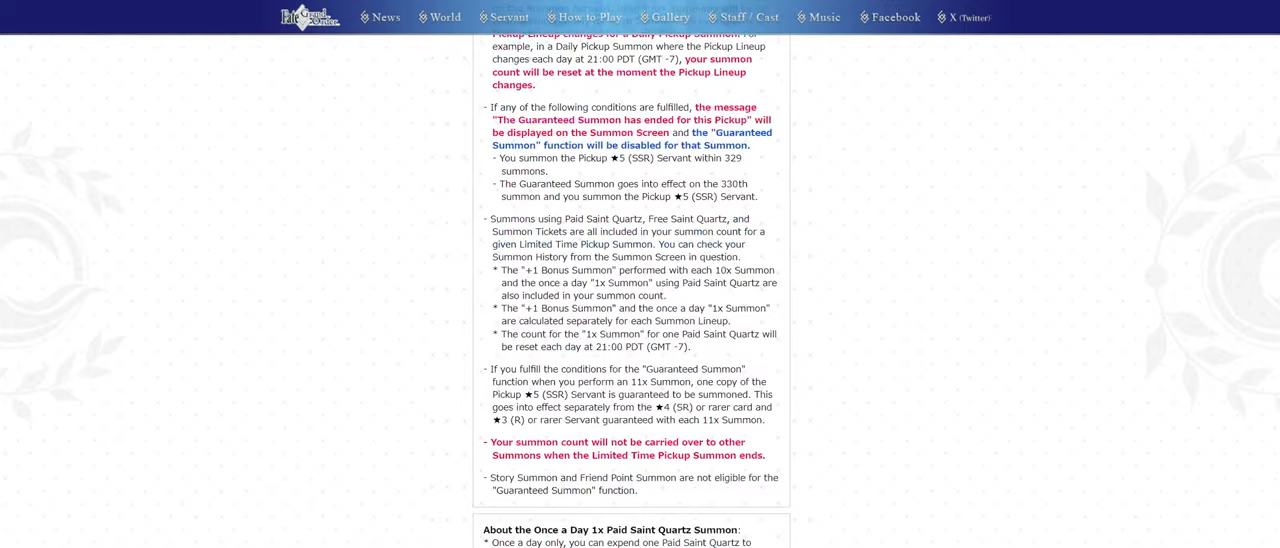 Fate Grand Order
News World Servant How to Play Gallery Staff / Cast Music Facebook X (Twitter)
Pickup Lineup changes for a Daily Pickup Summon. For
example, in a Daily Pickup Summon where the Pickup Lineup
changes each day at 21:00 PDT (GMT -7), your summon
count will be reset at the moment the Pickup Lineup
changes.
- If any of the following conditions are fulfilled, the message
"The Guaranteed Summon has ended for this Pickup" will
be displayed on the Summon Screen and the "Guaranteed
Summon" function will be disabled for that Summon.
- You summon the Pickup ★5 (SSR) Servant within 329
summons.
- The Guaranteed Summon goes into effect on the 330th
summon and you summon the Pickup ★5 (SSR) Servant.
- Summons using Paid Saint Quartz, Free Saint Quartz, and
Summon Tickets are all included in your summon count for a
given Limited Time Pickup Summon. You can check your
Summon History from the Summon Screen in question.
* The "+1 Bonus Summon" performed with each 10x Summon
and the once a day "1x Summon" using Paid Saint Quartz are
also included in your summon count.
* The "+1 Bonus Summon" and the once a day "1x Summon"
are calculated separately for each Summon Lineup.
* The count for the "1x Summon" for one Paid Saint Quartz will
be reset each day at 21:00 PDT (GMT -7).
- If you fulfill the conditions for the "Guaranteed Summon"
function when you perform an 11x Summon, one copy of the
Pickup ★5 (SSR) Servant is guaranteed to be summoned. This
goes into effect separately from the ★4 (SR) or rarer card and
★3 (R) or rarer Servant guaranteed with each 11x Summon.
- Your summon count will not be carried over to other
Summons when the Limited Time Pickup Summon ends.
- Story Summon and Friend Point Summon are not eligible for the
"Guaranteed Summon" function.
About the Once a Day 1x Paid Saint Quartz Summon:
* Once a day only, you can expend one Paid Saint Quartz to